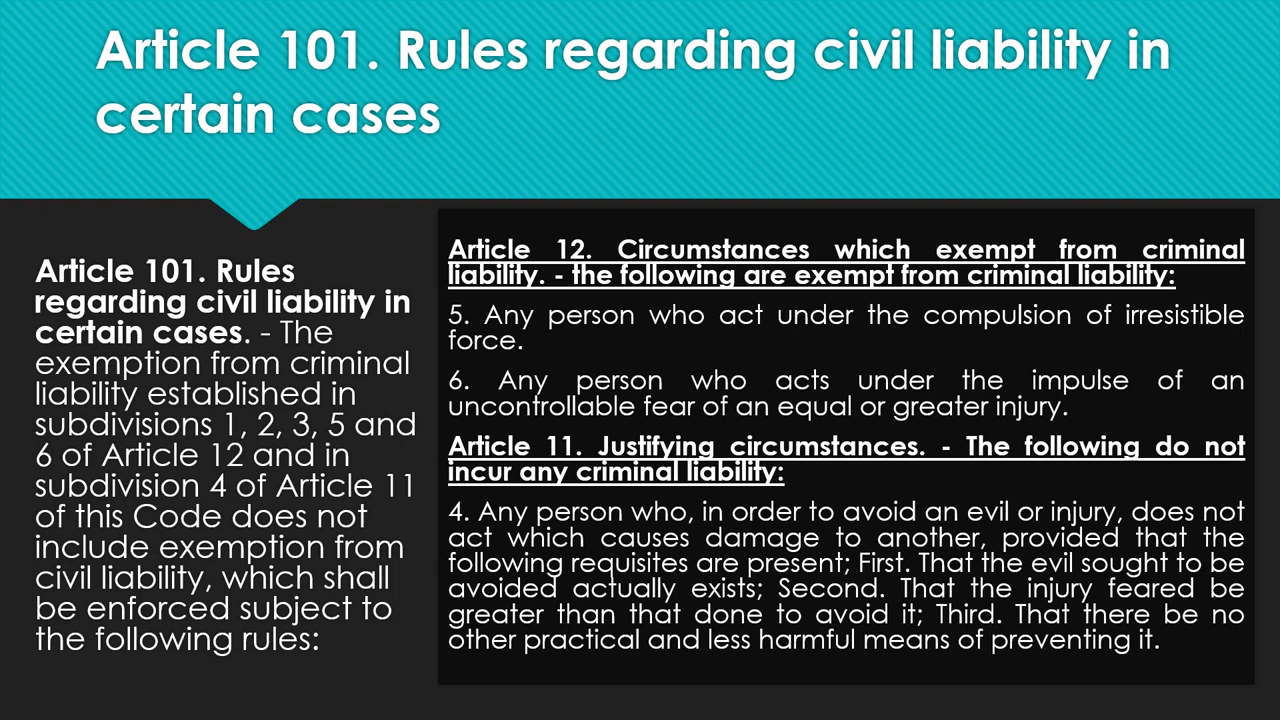 Article 101. Rules regarding civil liability in
certain cases
Article 101. Rules
regarding civil liability in
certain cases. - The
exemption from criminal
liability established in
subdivisions 1, 2, 3, 5 and
6 of Article 12 and in
subdivision 4 of Article 11
of this Code does not
include exemption from
civil liability, which shall
be enforced subject to
the following rules:
Article 12. Circumstances which exempt from criminal
liability. - the following are exempt from criminal liability:
5. Any person who act under the compulsion of irresistible
force.
6. Any person who acts under the impulse of an
uncontrollable fear of an equal or greater injury.
Article 11. Justifying circumstances. - The following do not
incur any criminal liability:
4. Any person who, in order to avoid an evil or injury, does not
act which causes damage to another, provided that the
following requisites are present; First. That the evil sought to be
avoided actually exists; Second. That the injury feared be
greater than that done to avoid it; Third. That there be no
other practical and less harmful means of preventing it.